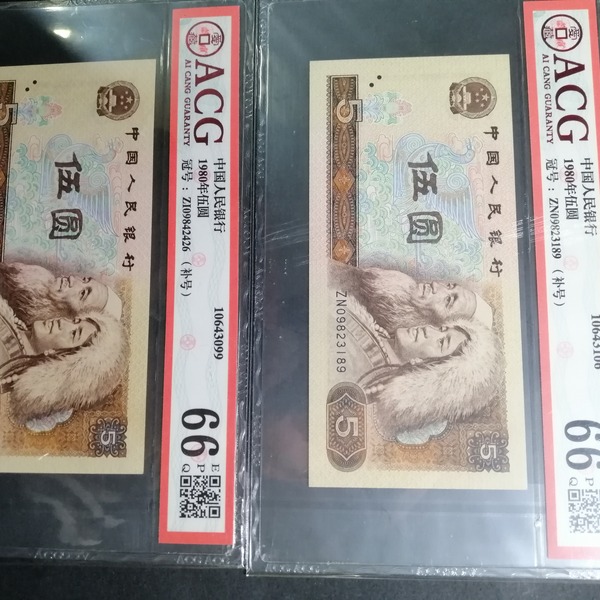 ACG
AI CANG GUARANTY
中国人民银行
1980年伍圆
冠号：ZI09842426（补号）
10643099
66
E
P
Q
中国人民银行
伍圆
5
5
ACG
AI CANG GUARANTY
中国人民银行
1980年伍圆
冠号：ZN09823189（补号）
10643106
66
P
Q
中国人民银行
伍圆
ZN09823189
5
5
5